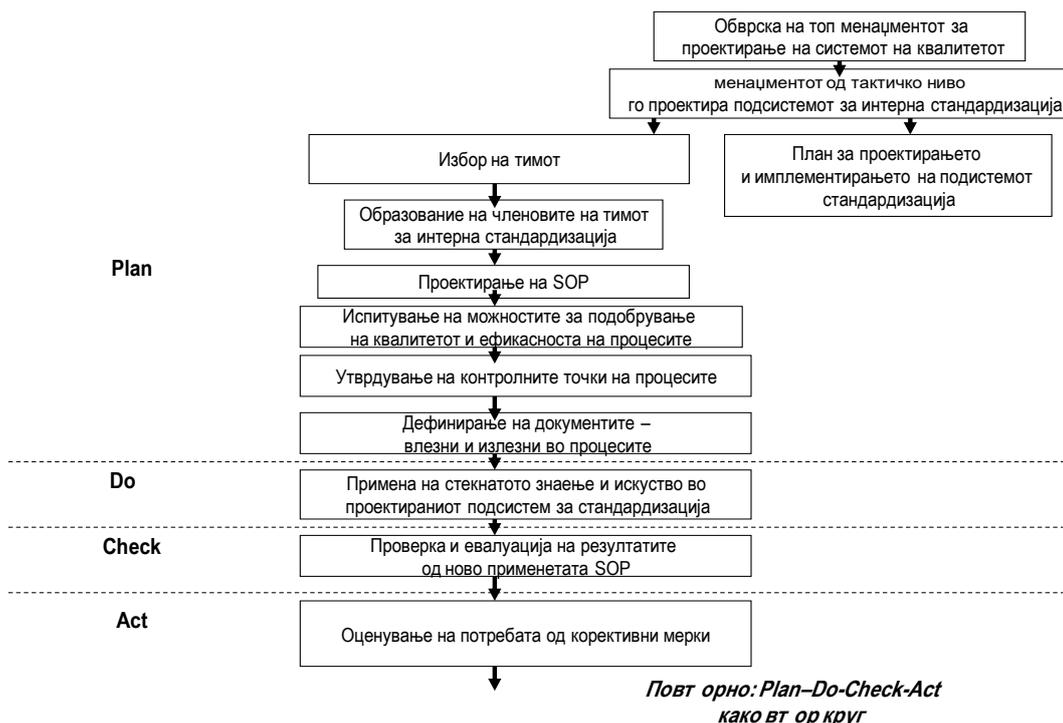 Обврска на топ менаџментот за
проектирање на системот на квалитетот
менаџментот од тактичко ниво
го проектира подсистемот за интерна стандардизација
Избор на тимот
План за проектирањето
и имплементирањето на подистемот
стандардизација
Образование на членовите на тимот
за интерна стандардизација
Plan
Проектирање на SOP
Испитување на можностите за подобрување
на квалитетот и ефикасноста на процесите
Утврдување на контролните точки на процесите
Дефинирање на документите –
влезни и излезни во процесите
Do
Примена на стекнатото знаење и искуство во
проектираниот подсистем за стандардизација
Check
Проверка и евалуација на резултатите
од ново применетата SOP
Act
Оценување на потребата од корективни мерки
Повт орно: Plan–Do-Check-Act
како вт ор круг